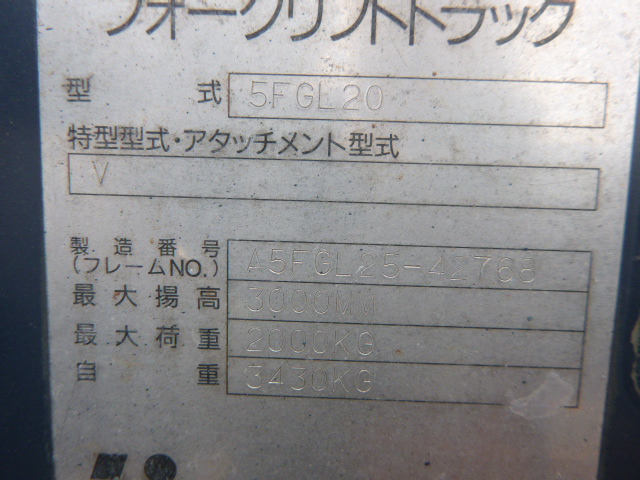 フォークリフトトラック
型 式 5FGL20
特型型式・アタッチメント型式
V
製造番号 A5FGL25-42768
(フレームNO.)
最大揚高 3000MM
最大荷重 2000KG
自 重 3430KG